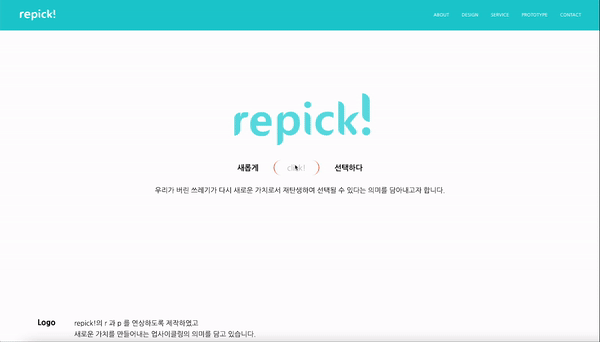 repick!
ABOUT DESIGN SERVICE PROTOTYPE CONTACT
repick!
새롭게 click! 선택하다
우리가 버린 쓰레기가 다시 새로운 가치로서 재탄생하여 선택될 수 있다는 의미를 담아내고자 합니다.
Logo repick!의 r 과 p 를 연상하도록 제작하였고
새로운 가치를 만들어내는 업사이클링의 의미를 담고 있습니다.